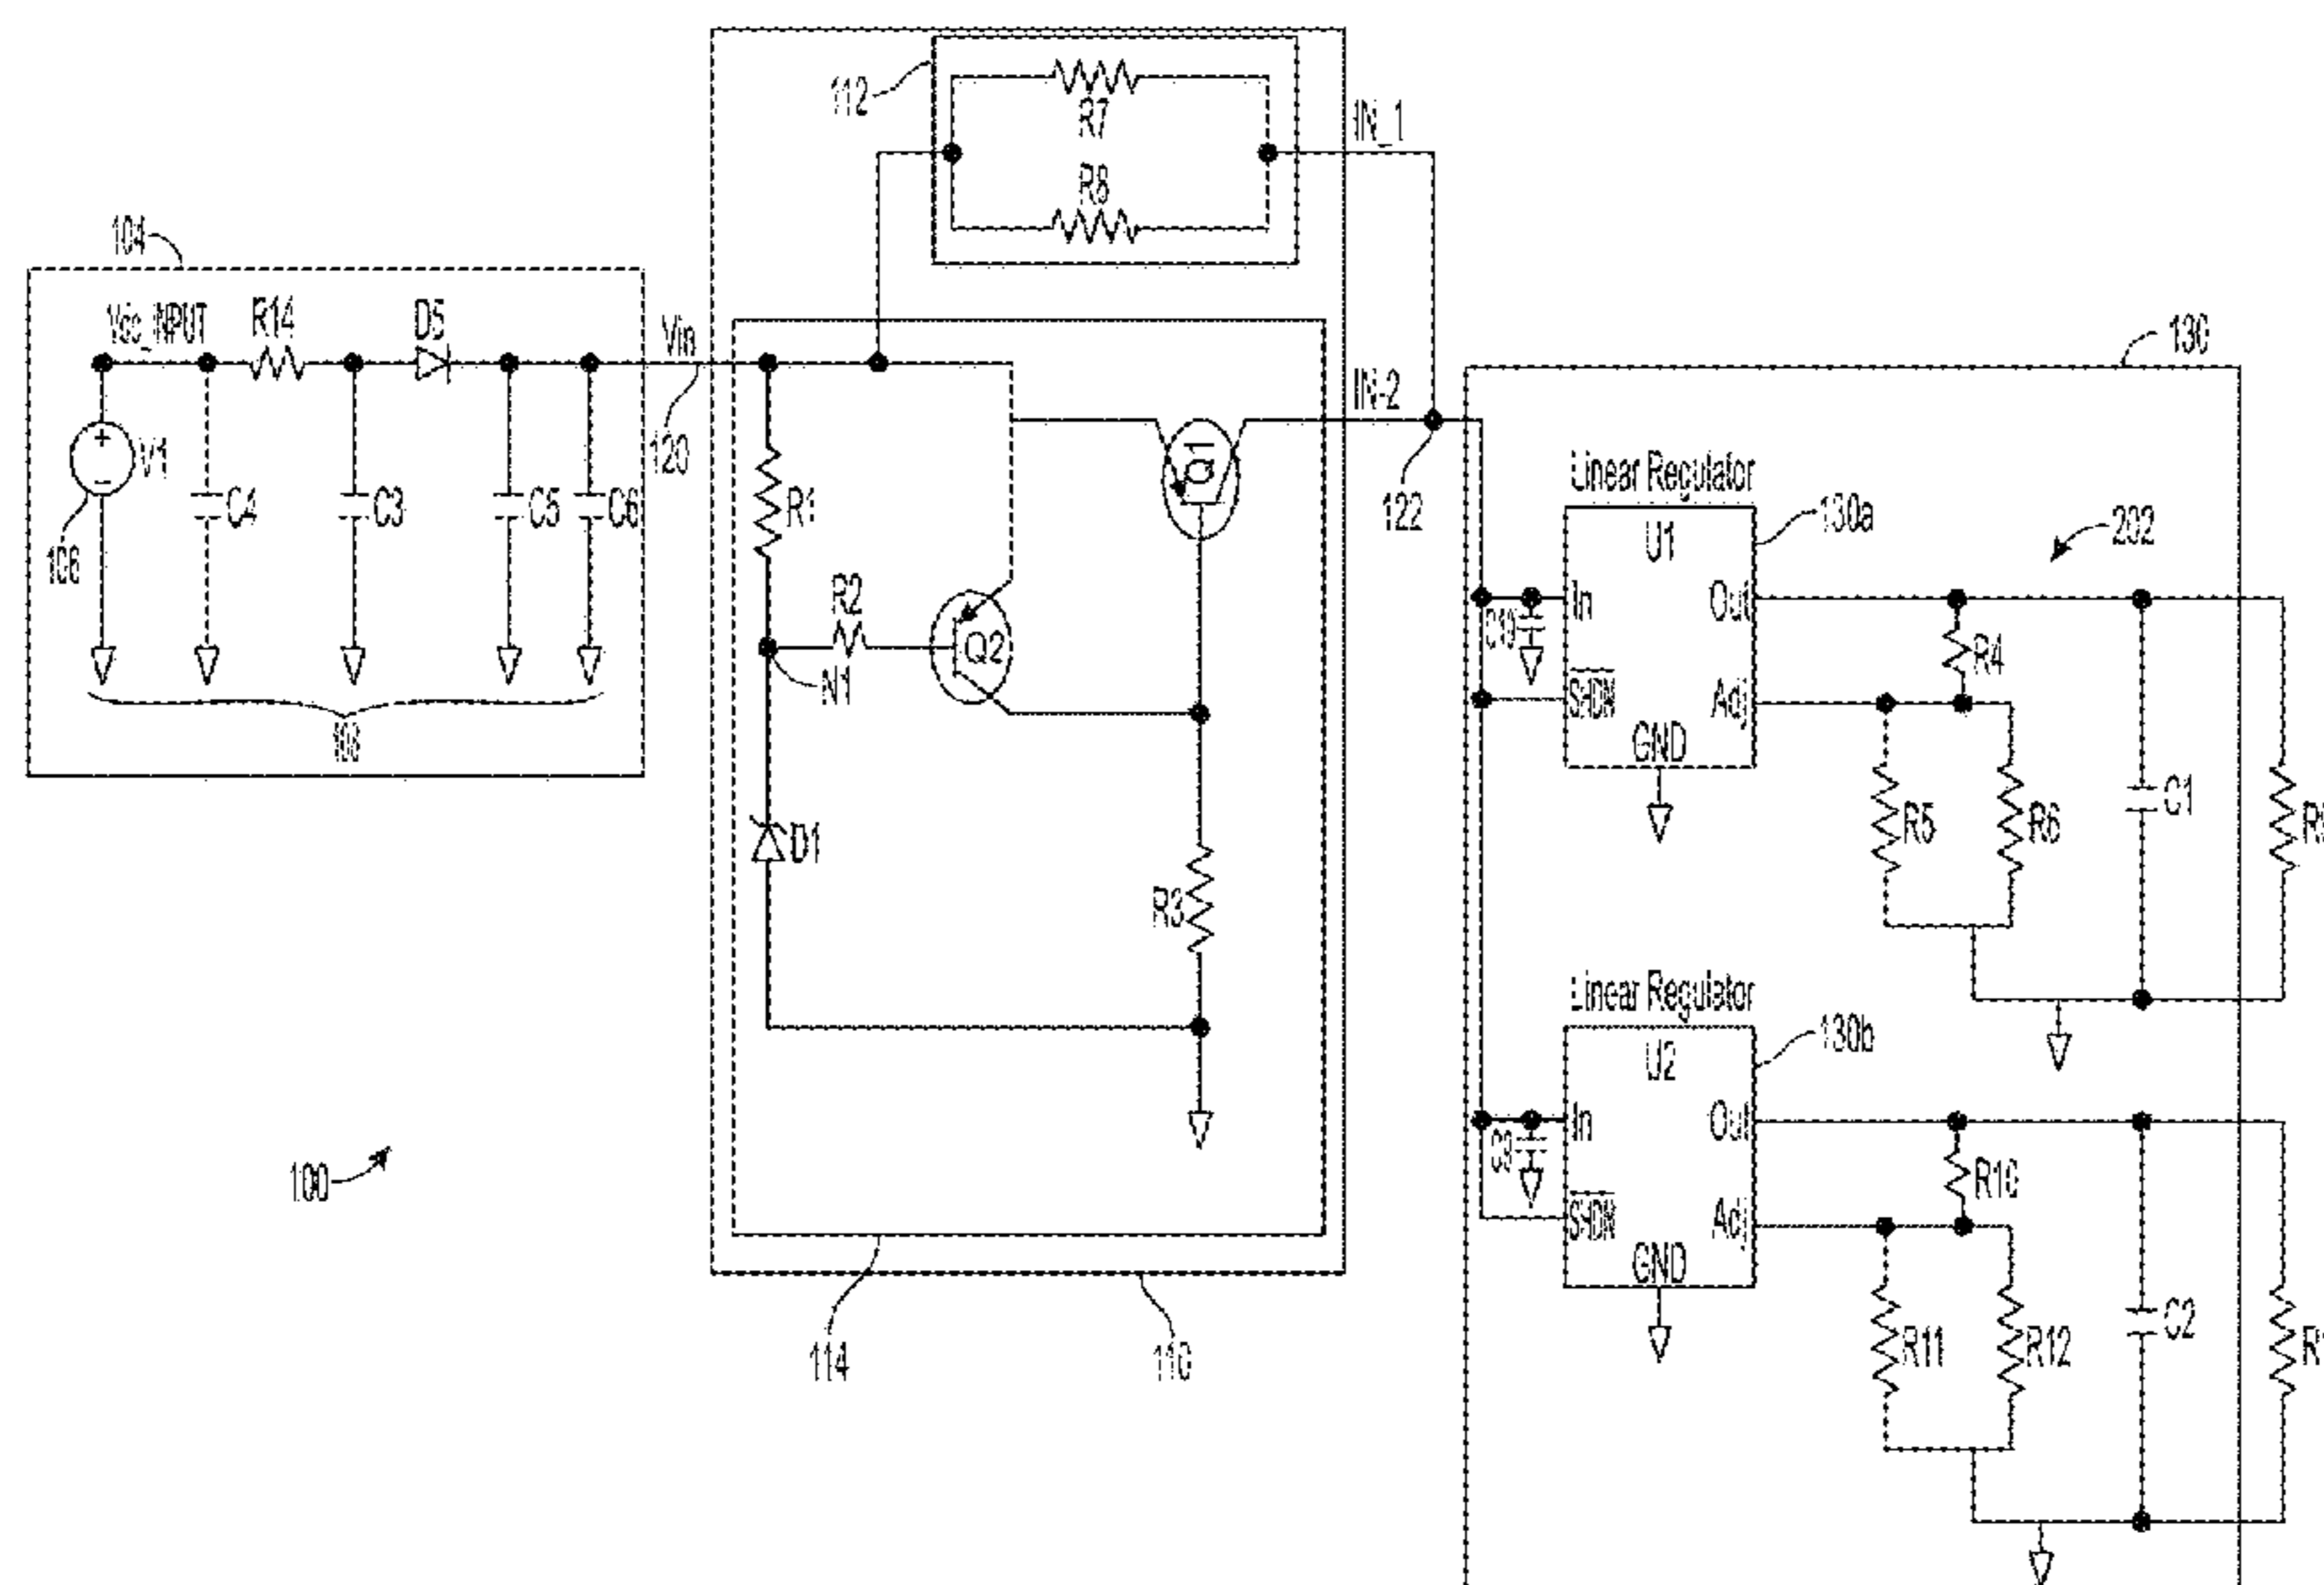 112
R7
R8
IN_1
104
R14
D5
Vin
120
V1
106
C4
C3
C5
C6
108
R1
R2
N1
Q2
Q1
D1
R3
IN-2
122
114
110
100
130
Linear Regulator
U1
130a
202
In
Out
C10
SHDN
Adj
GND
R4
R5
R6
C1
Linear Regulator
U2
130b
In
Out
C9
SHDN
Adj
GND
R10
R11
R12
C2